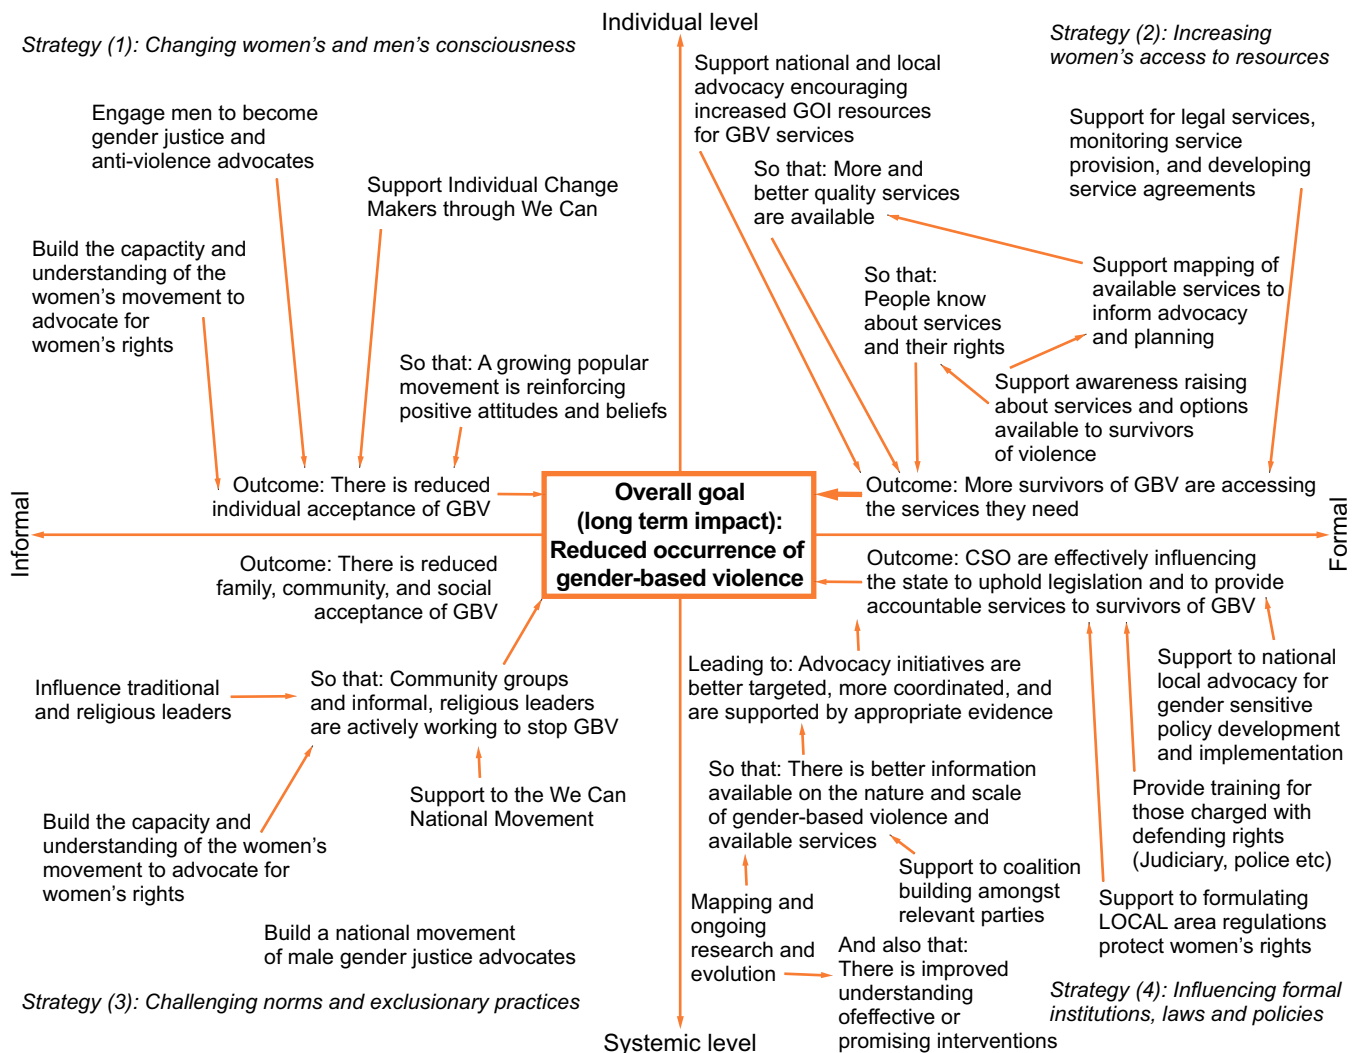 Individual level
Strategy (1): Changing women’s and men’s consciousness
Strategy (2): Increasing
women’s access to resources
Engage men to become
gender justice and
anti-violence advocates
Support Individual Change
Makers through We Can
Build the capactity and
understanding of the
women’s movement to
advocate for
women’s rights
So that: A growing popular
movement is reinforcing
positive attitudes and beliefs
Outcome: There is reduced
individual acceptance of GBV
Support national and local
advocacy encouraging
increased GOI resources
for GBV services
Support for legal services,
monitoring service
provision, and developing
service agreements
So that: More and
better quality services
are available
Support mapping of
available services to
inform advocacy
and planning
So that:
People know
about services
and their rights
Support awareness raising
about services and options
available to survivors
of violence
Outcome: More survivors of GBV are accessing
the services they need
Overall goal
(long term impact):
Reduced occurrence of
gender-based violence
Informal
Formal
Outcome: There is reduced
family, community, and social
acceptance of GBV
Influence traditional
and religious leaders
So that: Community groups
and informal, religious leaders
are actively working to stop GBV
Support to the We Can
National Movement
Build the capacity and
understanding of the women’s
movement to advocate for
women’s rights
Build a national movement
of male gender justice advocates
Strategy (3): Challenging norms and exclusionary practices
Outcome: CSO are effectively influencing
the state to uphold legislation and to provide
accountable services to survivors of GBV
Leading to: Advocacy initiatives are
better targeted, more coordinated, and
are supported by appropriate evidence
Support to national
local advocacy for
gender sensitive
policy development
and implementation
So that: There is better information
available on the nature and scale
of gender-based violence and
available services
Provide training for
those charged with
defending rights
(Judiciary, police etc)
Support to coalition
building amongst
relevant parties
Support to formulating
LOCAL area regulations
protect women’s rights
Mapping and
ongoing
research and
evolution
And also that:
There is improved
understanding
ofeffective or
promising interventions
Strategy (4): Influencing formal
institutions, laws and policies
Systemic level